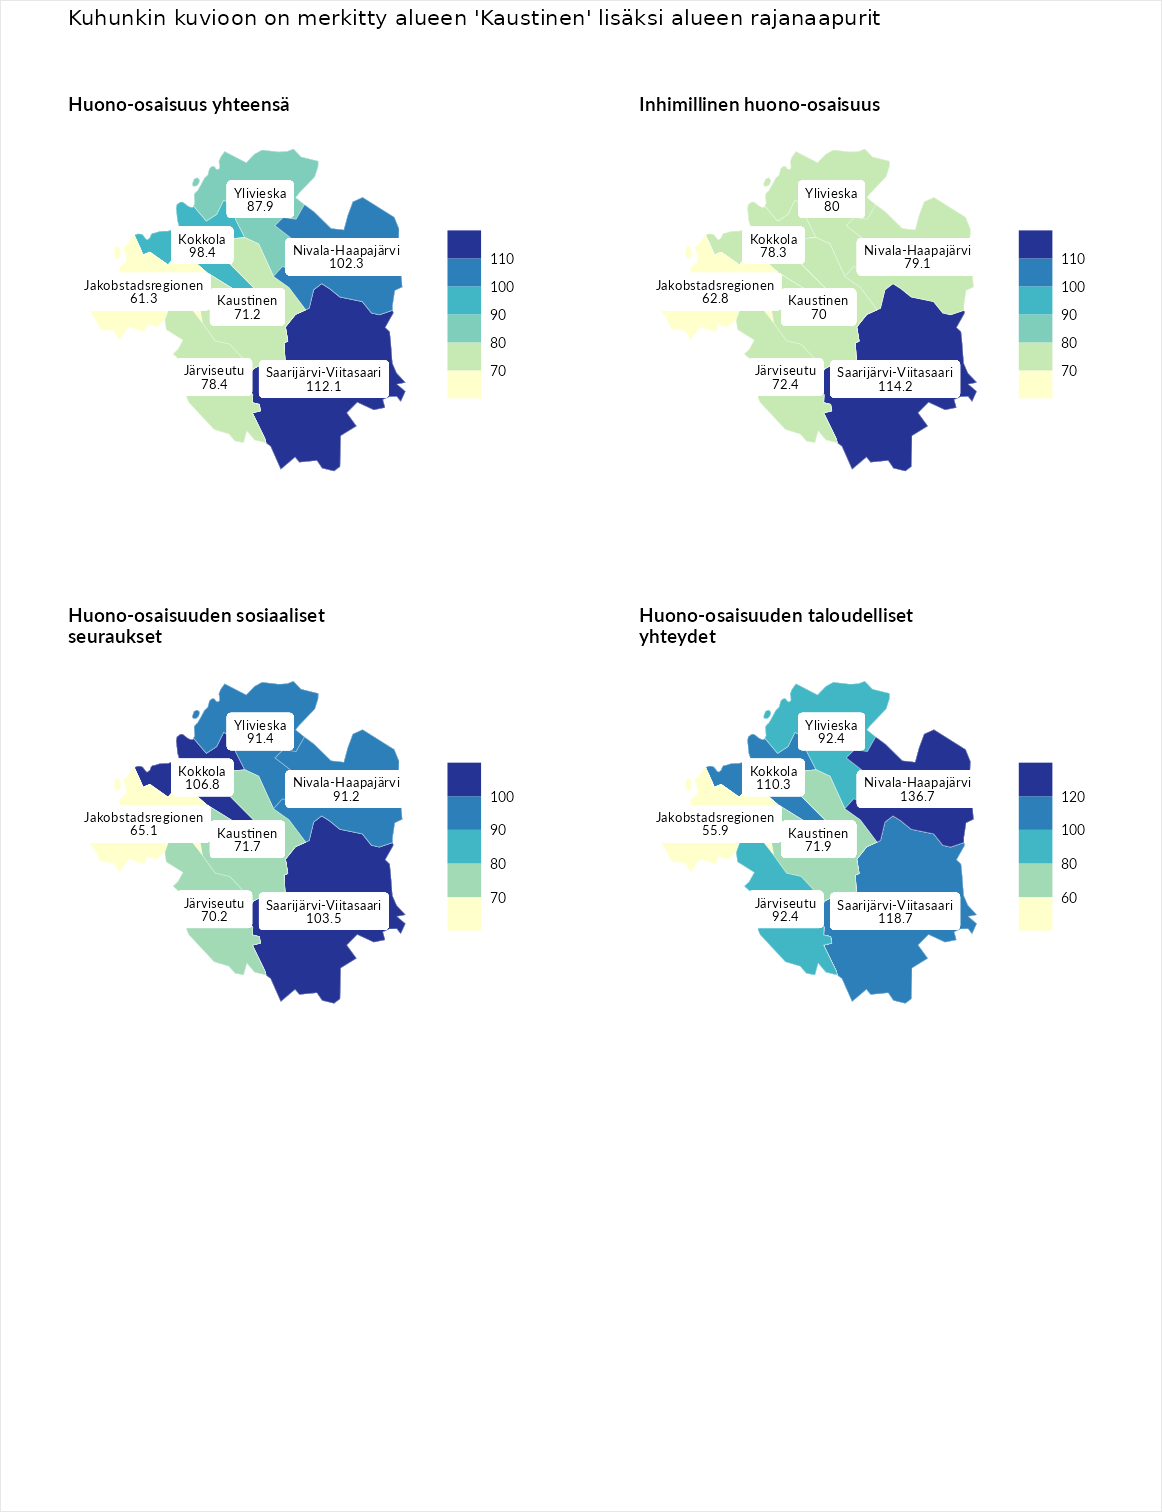 Kuhunkin kuvioon on merkitty alueen 'Kaustinen' lisäksi alueen rajanaapurit
Huono-osaisuus yhteensä
Ylivieska
87.9
Kokkola
98.4
Nivala-Haapajärvi
102.3
Jakobstadsregionen
61.3
Kaustinen
71.2
Järviseutu
78.4
Saarijärvi-Viitasaari
112.1
110
100
90
80
70
Inhimillinen huono-osaisuus
Ylivieska
80
Kokkola
78.3
Nivala-Haapajärvi
79.1
Jakobstadsregionen
62.8
Kaustinen
70
Järviseutu
72.4
Saarijärvi-Viitasaari
114.2
110
100
90
80
70
Huono-osaisuuden sosiaaliset
seuraukset
Ylivieska
91.4
Kokkola
106.8
Nivala-Haapajärvi
91.2
Jakobstadsregionen
65.1
Kaustinen
71.7
Järviseutu
70.2
Saarijärvi-Viitasaari
103.5
100
90
80
70
Huono-osaisuuden taloudelliset
yhteydet
Ylivieska
92.4
Kokkola
110.3
Nivala-Haapajärvi
136.7
Jakobstadsregionen
55.9
Kaustinen
71.9
Järviseutu
92.4
Saarijärvi-Viitasaari
118.7
120
100
80
60